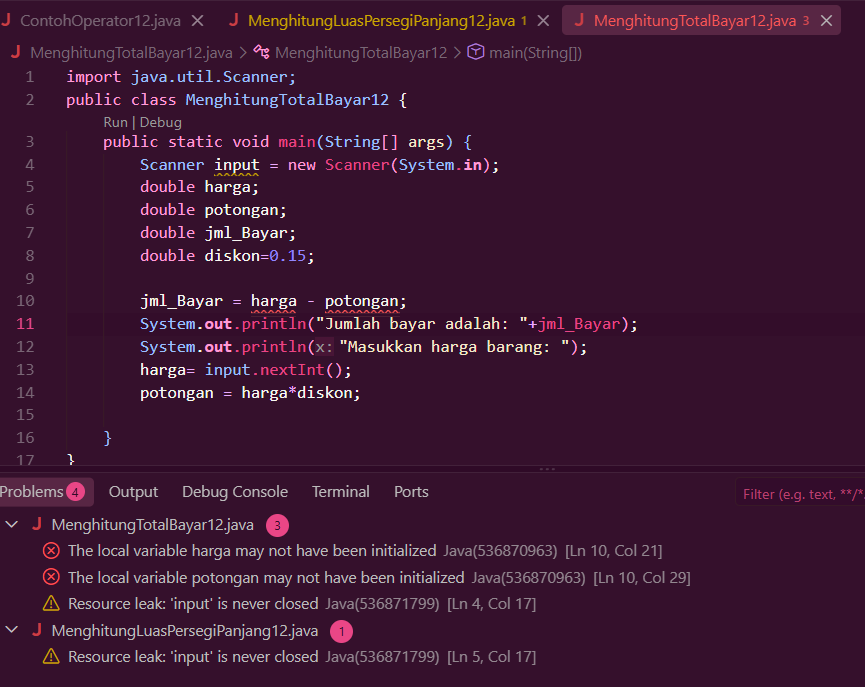 J ContohOperator12.java × J MenghitungLuasPersegiPanjang12.java 1 × J MenghitungTotalBayar12.java 3 ×
J MenghitungTotalBayar12.java > MenghitungTotalBayar12 > main(String[])
1 import java.util.Scanner;
2 public class MenghitungTotalBayar12 {
Run | Debug
3 public static void main(String[] args) {
4 Scanner input = new Scanner(System.in);
5 double harga;
6 double potongan;
7 double jml_Bayar;
8 double diskon=0.15;
9
10 jml_Bayar = harga - potongan;
11 System.out.println("Jumlah bayar adalah: "+jml_Bayar);
12 System.out.println(x: "Masukkan harga barang: ");
13 harga= input.nextInt();
14 potongan = harga*diskon;
15
16 }
17 }
Problems 4 Output Debug Console Terminal Ports Filter (e.g. text, **/*
J MenghitungTotalBayar12.java 3
The local variable harga may not have been initialized Java(536870963) [Ln 10, Col 21]
The local variable potongan may not have been initialized Java(536870963) [Ln 10, Col 29]
Resource leak: 'input' is never closed Java(536871799) [Ln 4, Col 17]
J MenghitungLuasPersegiPanjang12.java 1
Resource leak: 'input' is never closed Java(536871799) [Ln 5, Col 17]